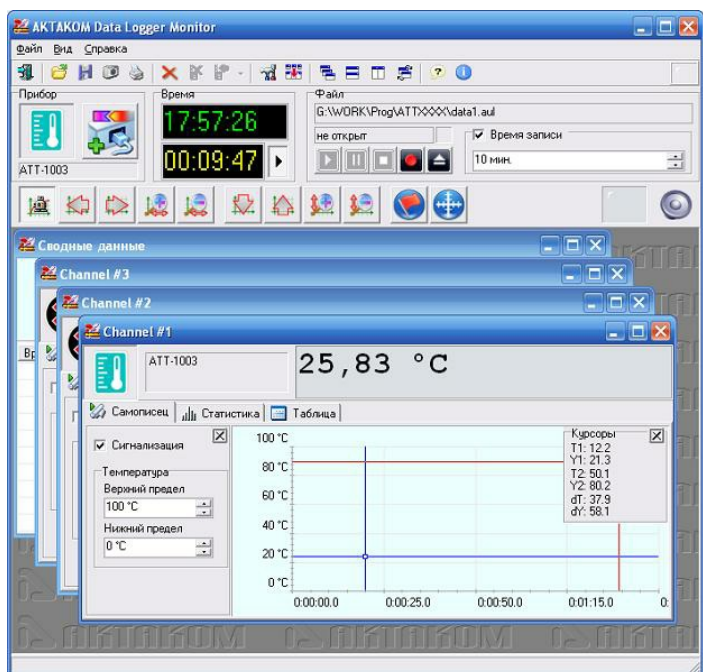 AKTAKOM Data Logger Monitor
Файл Вид Справка
Прибор
ATT-1003
Время
17:57:26
00:09:47
Файл
G:\WORK\Prog\ATTXXX\data1.aul
не открыт
Время записи
10 мин.
Сводные данные
Channel #3
Channel #2
Channel #1
ATT-1003
25,83 °C
Самописец
Статистика
Таблица
Сигнализация
Температура
Верхний предел
100 °C
Нижний предел
0 °C
100 °C
80 °C
60 °C
40 °C
20 °C
0 °C
0:00:00.0 0:00:25.0 0:00:50.0 0:01:15.0 0:
Курсоры
T1: 12.2
Y1: 21.3
T2: 50.1
Y2: 80.2
dT: 37.9
dY: 58.1
AKTAKOM AKTAKOM